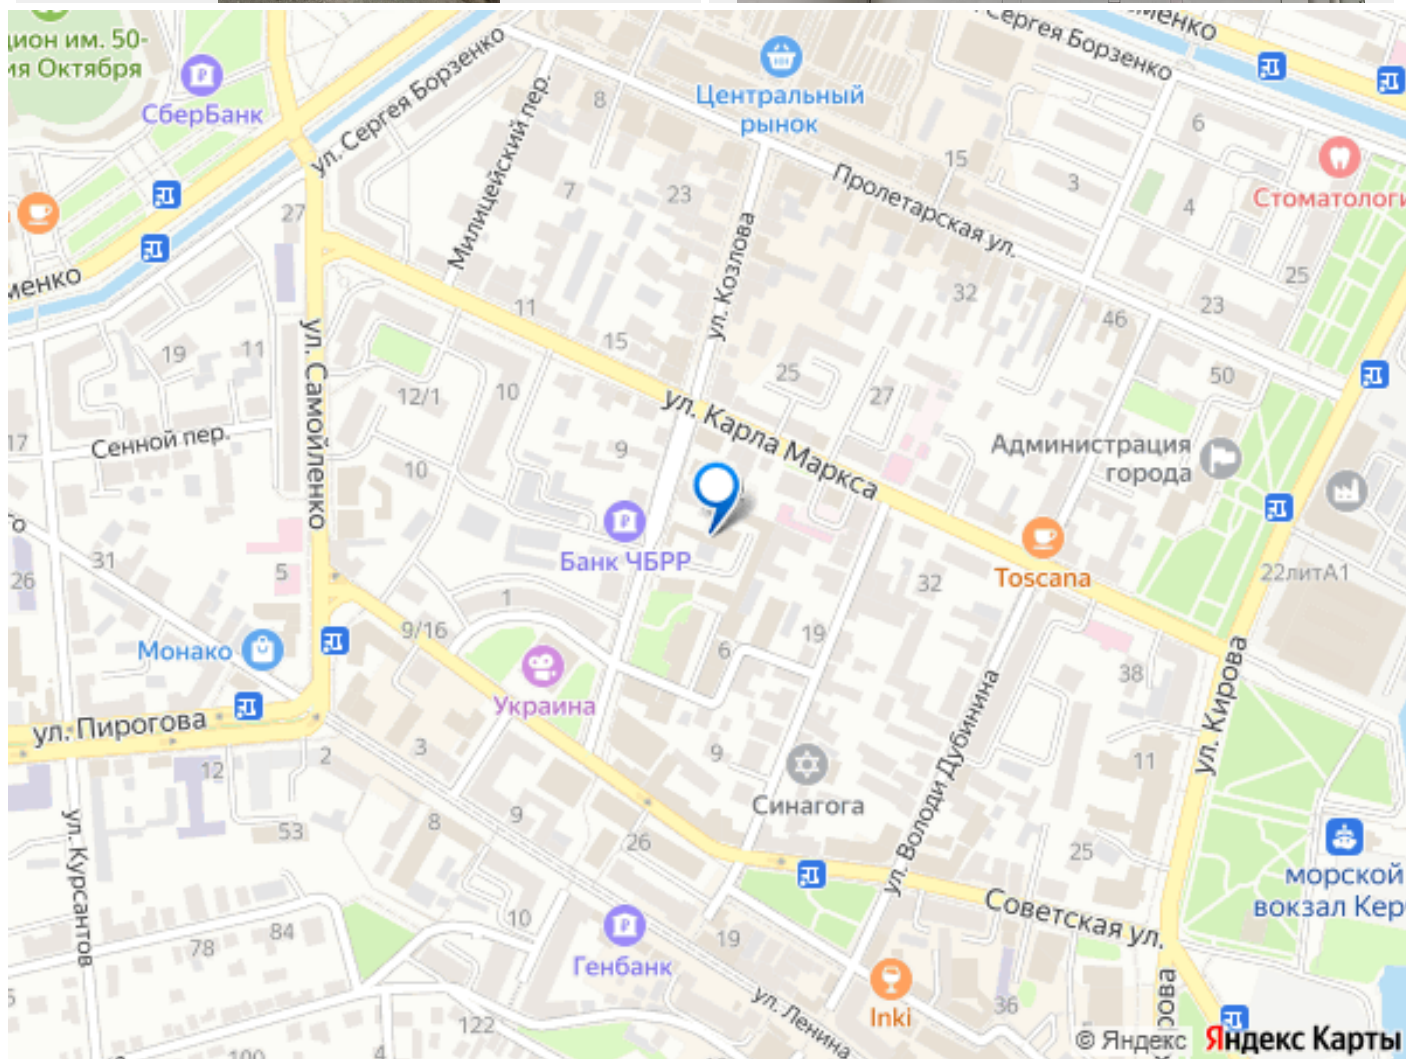 цион им. 50-
ия Октября
СберБанк
ул. Сергея Борзенко
Милицейский пер.
8
Центральный
рынок
Сергея Борзенко
6
Стоматологи
15
3
4
Пролетарская ул.
7
23
27
25
менко
ул. Козлова
32
23
46
11
15
19
11
ул. Самойленко
12/1
10
25
27
50
17
Сенной пер.
ул. Карла Маркса
Администрация
города
9
10
31
26
5
Банк ЧБРР
Toscana
22литА1
32
1
9/16
19
6
38
Монако
Украина
ул. Пирогова
ул. Кирова
ул. Володи Дубинина
2
3
12
9
11
Синагога
53
8
9
26
25
ул. Курсантов
морской
вокзал Кер
Советская ул.
10
84
78
Генбанк
19
ул. Ленина
Inki
36
122
100
4
© Яндекс Яндекс Карты